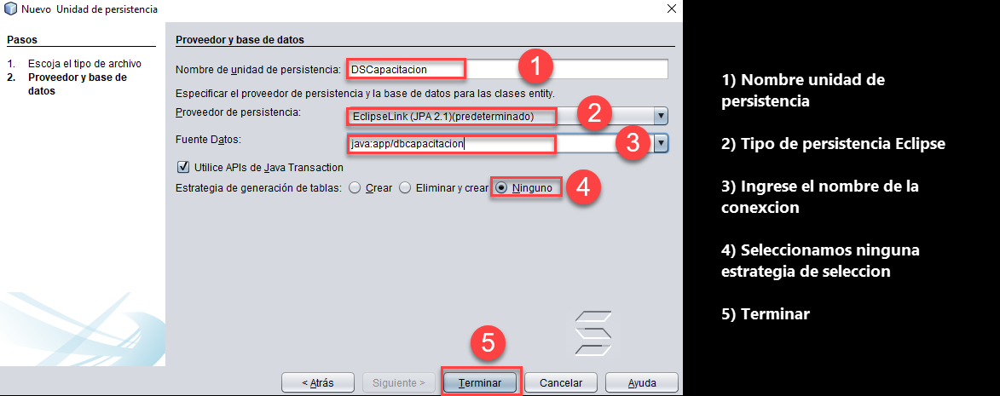 Nuevo Unidad de persistencia
Pasos
1. Escoja el tipo de archivo
2. Proveedor y base de
datos
Proveedor y base de datos
Nombre de unidad de persistencia: DSCapacitacion 1
Especificar el proveedor de persistencia y la base de datos para las clases entity.
Proveedor de persistencia: EclipseLink (JPA 2.1)(predeterminado) 2
Fuente Datos: java:app/dbcapacitacion 3
Utilice APIs de Java Transaction
Estrategia de generación de tablas: Crear Eliminar y crear Ninguno 4
5
< Atrás Siguiente > Terminar Cancelar Ayuda
1) Nombre unidad de
persistencia
2) Tipo de persistencia Eclipse
3) Ingrese el nombre de la
conexcion
4) Seleccionamos ninguna
estrategia de seleccion
5) Terminar